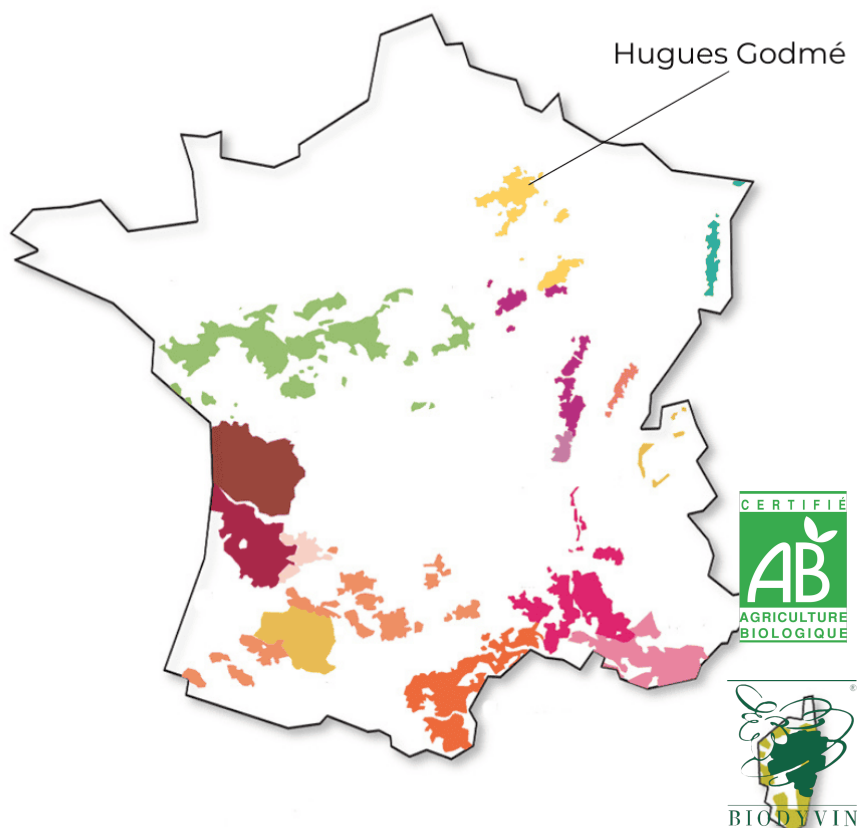 Hugues Godmé
CERTIFIÉ
AB
AGRICULTURE
BIOLOGIQUE
®
BIODYVIN